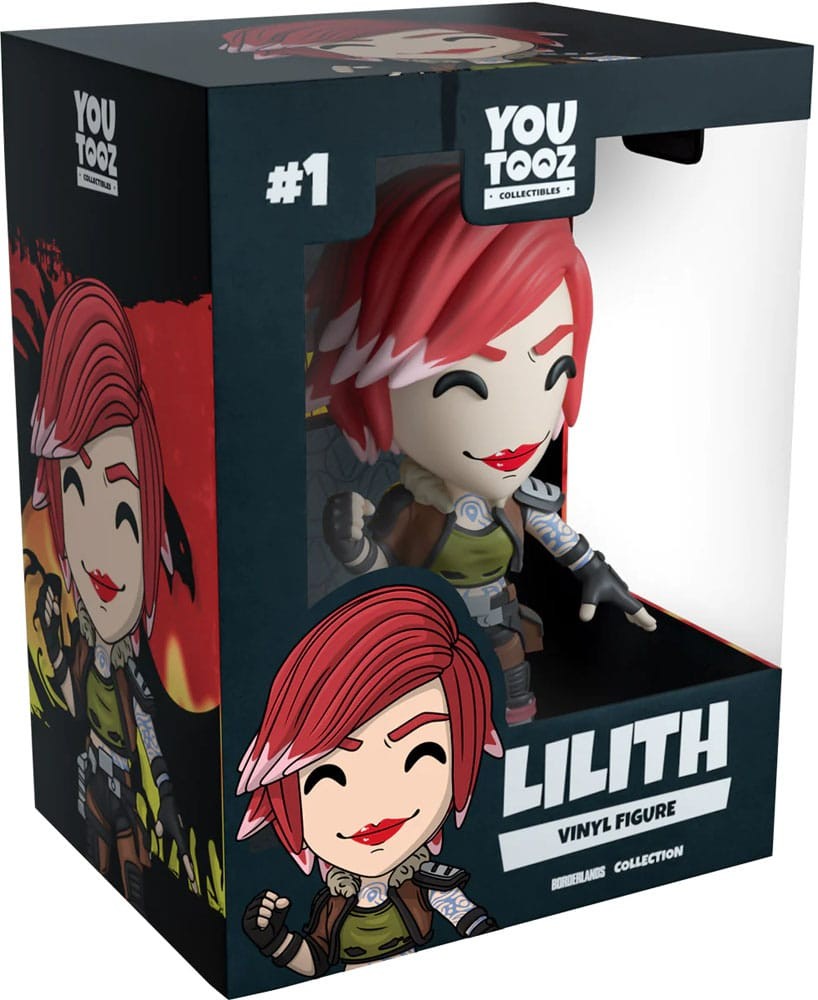 YOU
TOOZ
• COLLECTIBLES •
#1
YOU
TOOZ
• COLLECTIBLES •
LILITH
VINYL FIGURE
BORDERLANDS COLLECTION